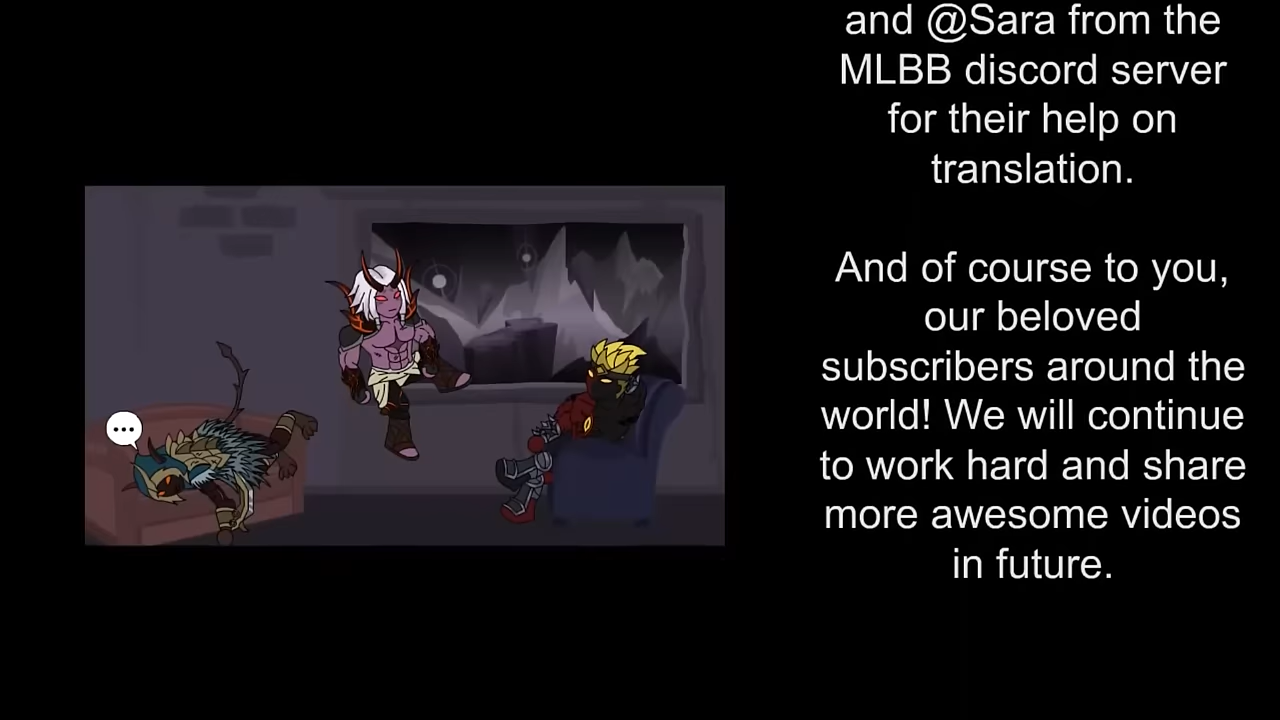 and @Sara from the
MLBB discord server
for their help on
translation.
And of course to you,
our beloved
subscribers around the
world! We will continue
to work hard and share
more awesome videos
in future.
...